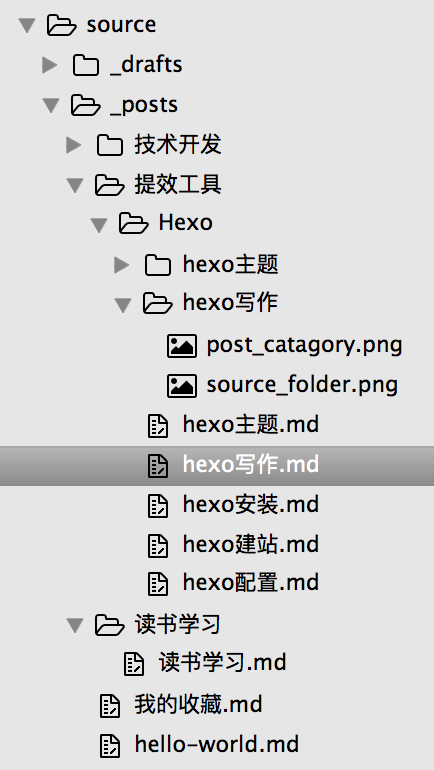 source
_drafts
_posts
技术开发
提效工具
Hexo
hexo主题
hexo写作
post_catagory.png
source_folder.png
hexo主题.md
hexo写作.md
hexo安装.md
hexo建站.md
hexo配置.md
读书学习
读书学习.md
我的收藏.md
hello-world.md